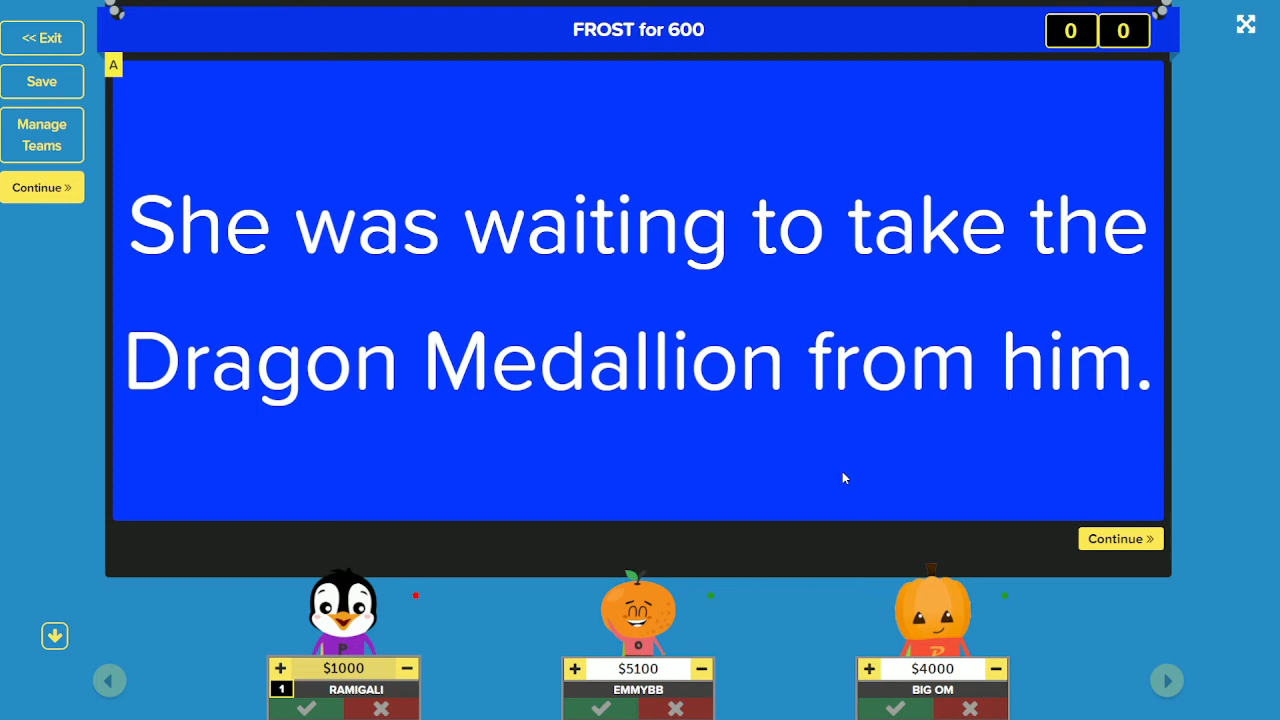 << Exit
FROST for 600
0 0
Save
A
Manage
Teams
Continue »
She was waiting to take the
Dragon Medallion from him.
Continue »
P
O
P
+ $1000 −
+ $5100 −
+ $4000 −
1 RAMIGALI
EMMYBB
BIG OM